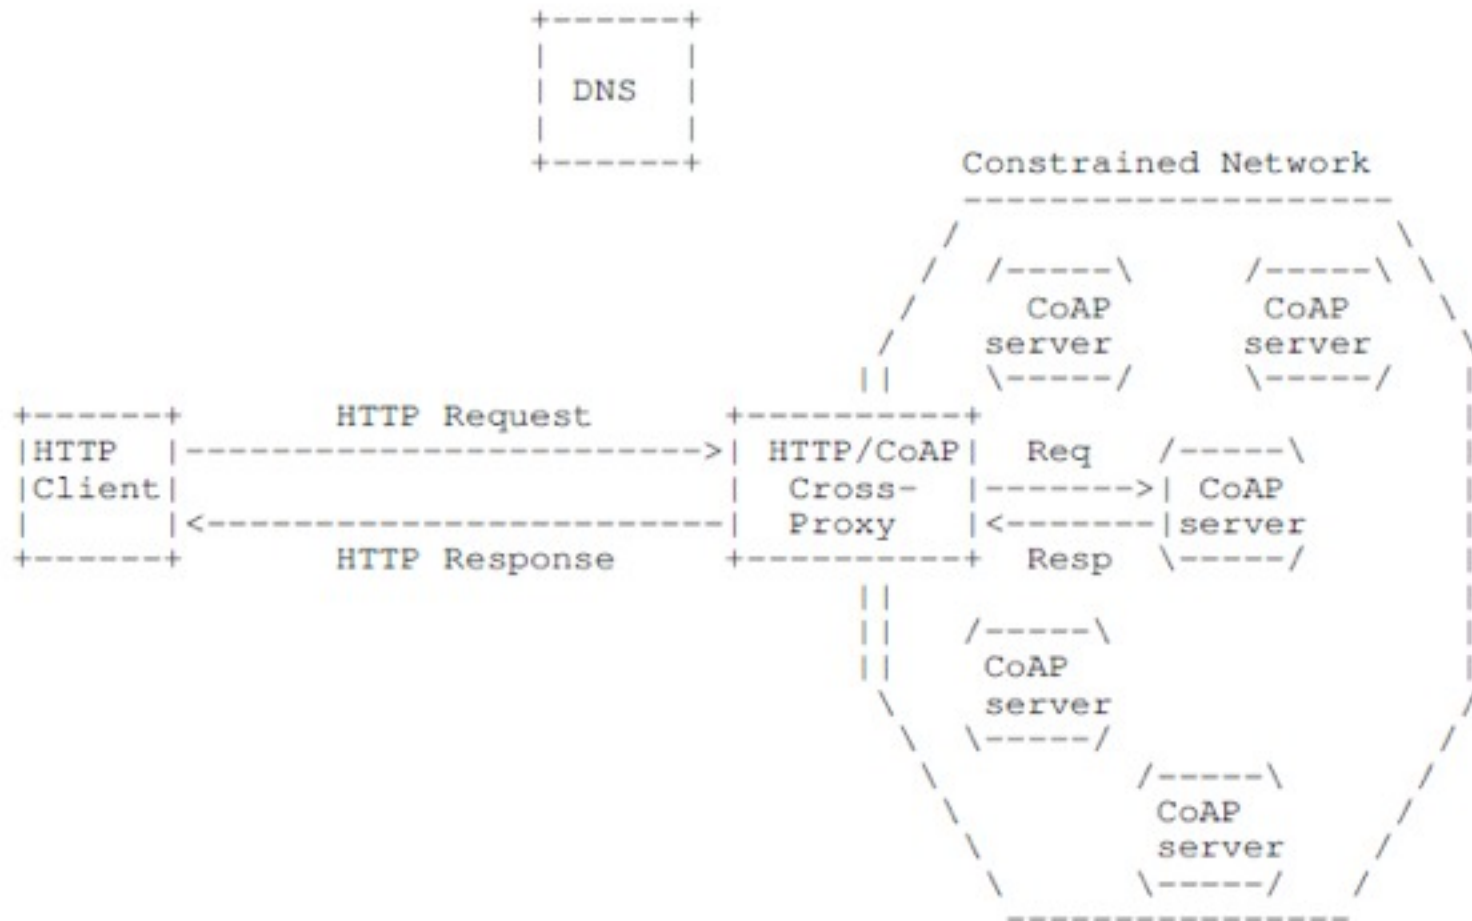 DNS
Constrained Network
CoAP
server
CoAP
server
HTTP Request
HTTP
Client
HTTP/CoAP
Cross-
Proxy
Req
CoAP
server
HTTP Response
Resp
CoAP
server
CoAP
server